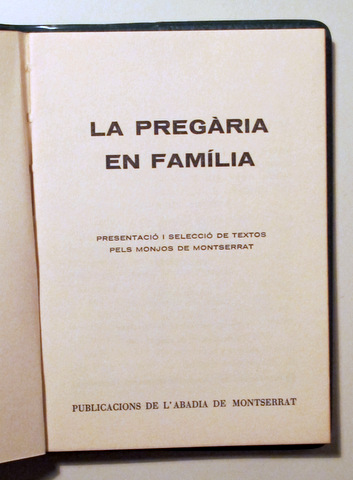 LA PREGÀRIA
EN FAMÍLIA
PRESENTACIÓ I SELECCIÓ DE TEXTOS
PELS MONJOS DE MONTSERRAT
PUBLICACIONS DE L'ABADIA DE MONTSERRAT